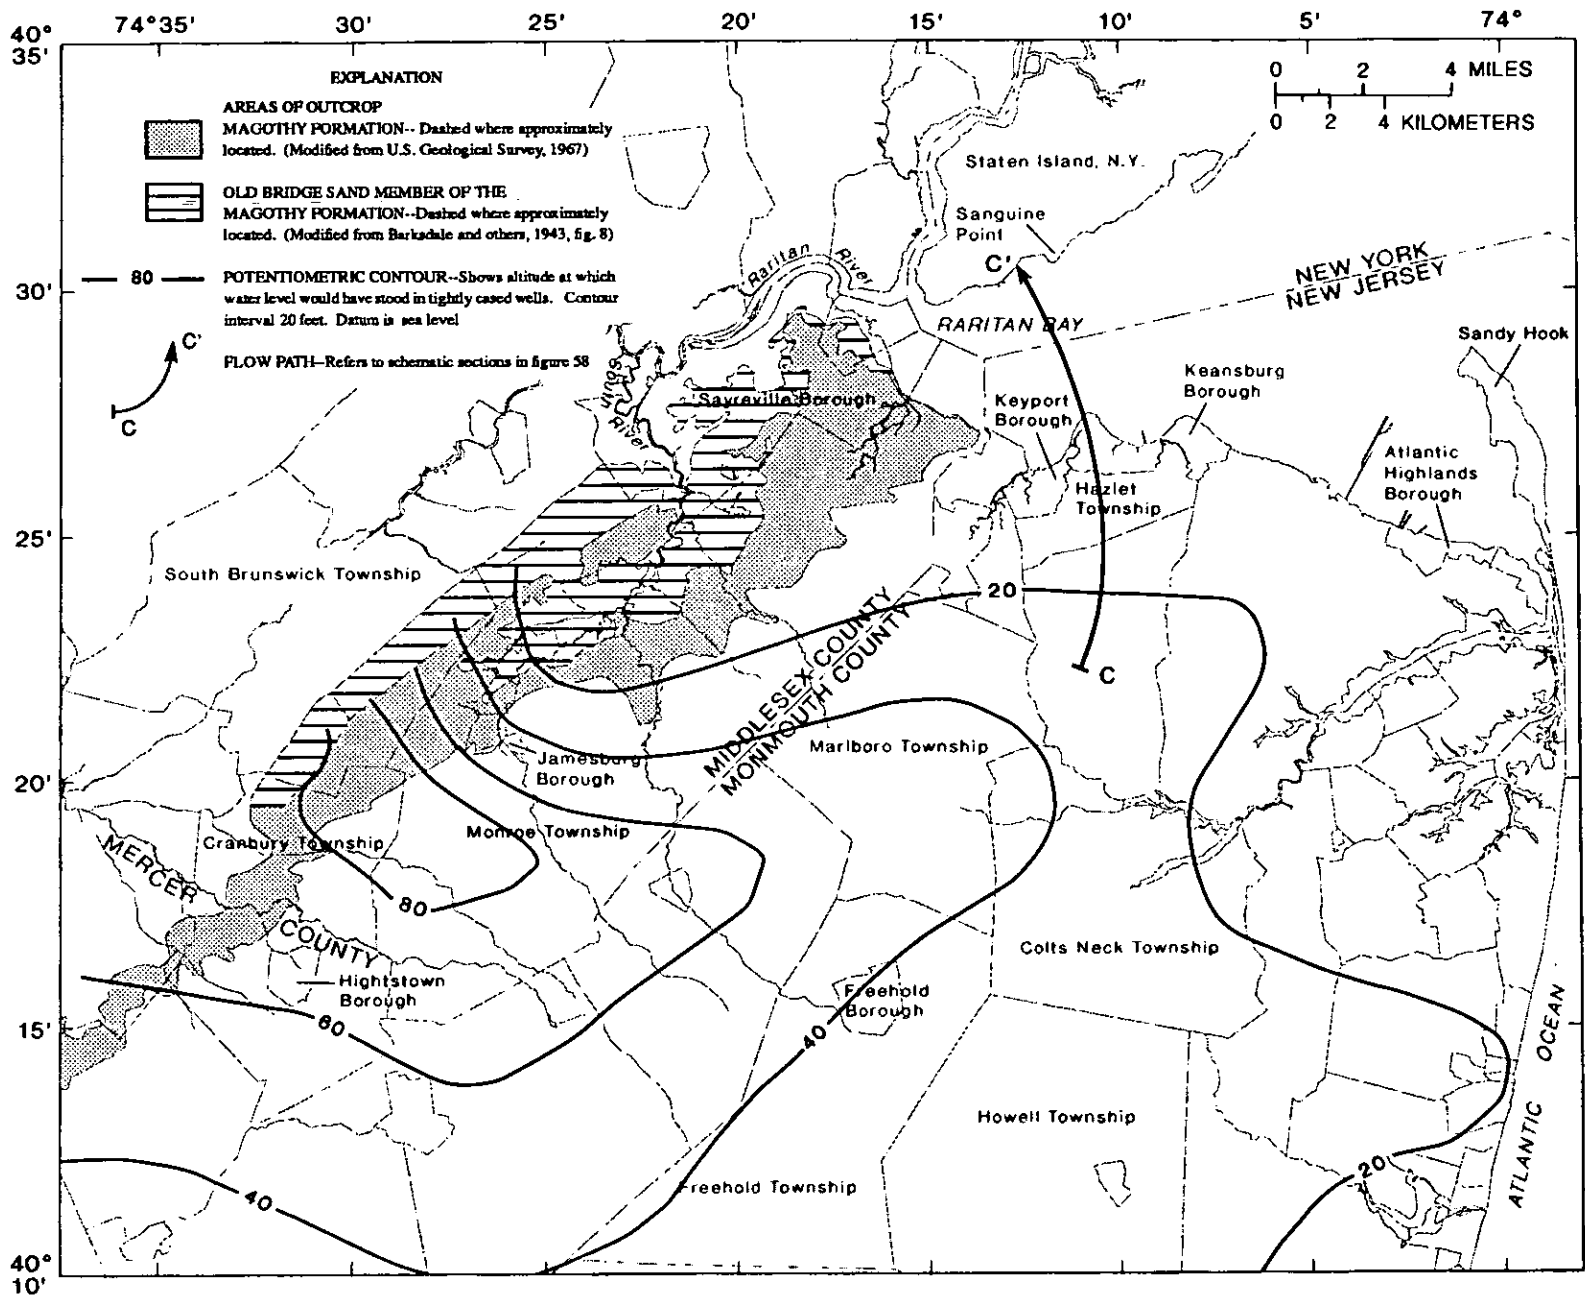 74°35' 30' 25' 20' 15' 10' 5' 74°
40°
35'
30'
25'
20'
15'
40°
10'
EXPLANATION
AREAS OF OUTCROP
MAGOTHY FORMATION-- Dashed where approximately
located. (Modified from U.S. Geological Survey, 1967)
OLD BRIDGE SAND MEMBER OF THE
MAGOTHY FORMATION--Dashed where approximately
located. (Modified from Barksdale and others, 1943, fig. 8)
80
POTENTIOMETRIC CONTOUR--Shows altitude at which
water level would have stood in tightly cased wells. Contour
interval 20 feet. Datum is sea level
C'
C
FLOW PATH--Refers to schematic sections in figure 58
0 2 4 MILES
0 2 4 KILOMETERS
Staten Island, N.Y.
Sanguine
Point
C'
NEW YORK
NEW JERSEY
Raritan River
RARITAN BAY
Sandy Hook
Keansburg
Borough
Keyport
Borough
Sayreville Borough
River
Atlantic
Highlands
Borough
Hazlet
Township
South Brunswick Township
20
C
MIDDLESEX COUNTY
MONMOUTH COUNTY
Marlboro Township
Jamesburg
Borough
Monroe Township
Cranbury Township
MERCER COUNTY
80
Colts Neck Township
Hightstown
Borough
Freehold
Borough
60
40
ATLANTIC OCEAN
Howell Township
20
40
Freehold Township